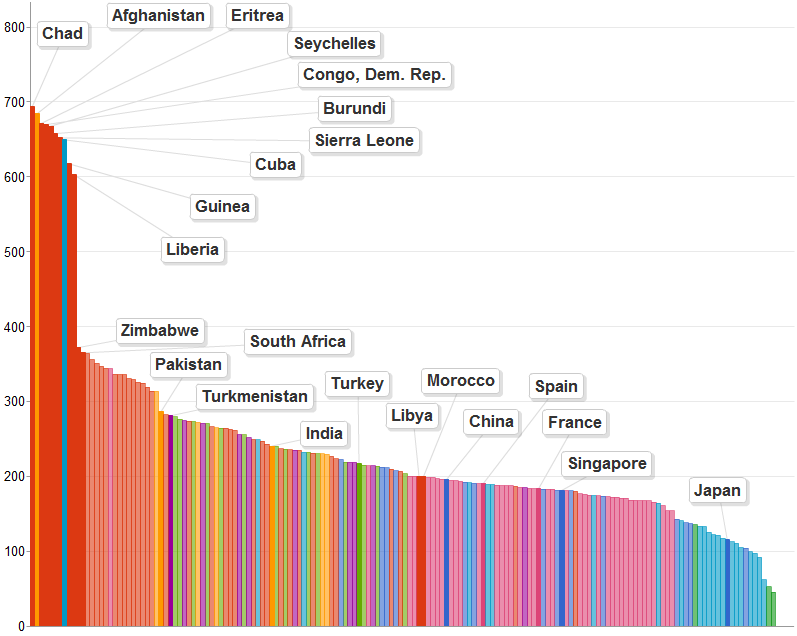 800
700
600
500
400
300
200
100
0
Chad
Afghanistan
Eritrea
Seychelles
Congo, Dem. Rep.
Burundi
Sierra Leone
Cuba
Guinea
Liberia
Zimbabwe
South Africa
Pakistan
Turkmenistan
India
Turkey
Libya
Morocco
China
Spain
France
Singapore
Japan